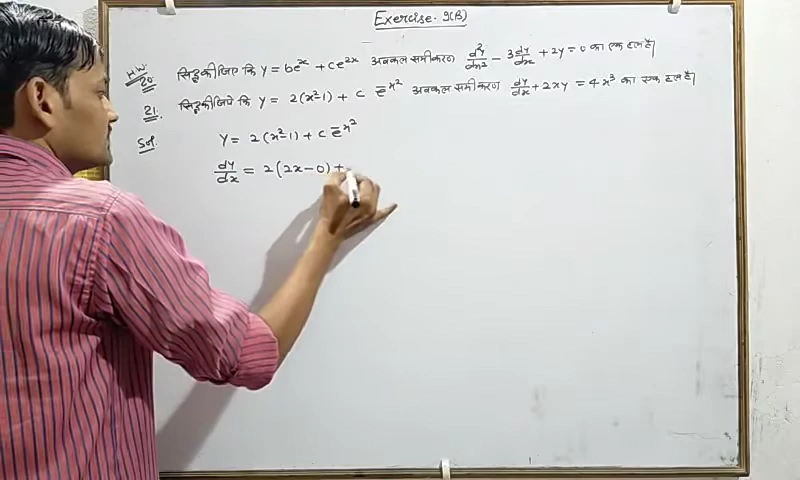 Exercise. 9(B)
H.W. 20. सिद्ध कीजिए कि y = be^x + ce^2x अवकल समीकरण d²y/dx² - 3dy/dx + 2y = 0 का एक हल है।
21. सिद्ध कीजिये कि y = 2(x²-1) + c e^-x² अवकल समीकरण dy/dx + 2xy = 4x³ का एक हल है।
Sol. y = 2(x²-1) + c e^-x²
dy/dx = 2(2x-0) +